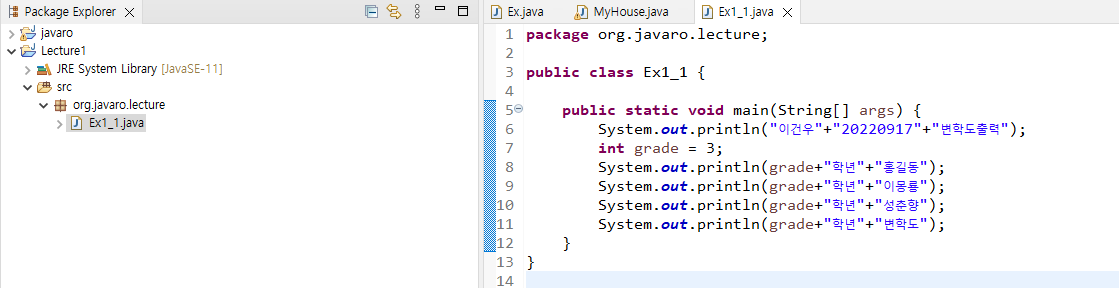 Package Explorer
javaro
Lecture1
JRE System Library [JavaSE-11]
src
org.javaro.lecture
Ex1_1.java
Ex.java MyHouse.java Ex1_1.java
1 package org.javaro.lecture;
2
3 public class Ex1_1 {
4
5 public static void main(String[] args) {
6 System.out.println("이건우"+"20220917"+"변학도출력");
7 int grade = 3;
8 System.out.println(grade+"학년"+"홍길동");
9 System.out.println(grade+"학년"+"이몽룡");
10 System.out.println(grade+"학년"+"성춘향");
11 System.out.println(grade+"학년"+"변학도");
12 }
13 }
14